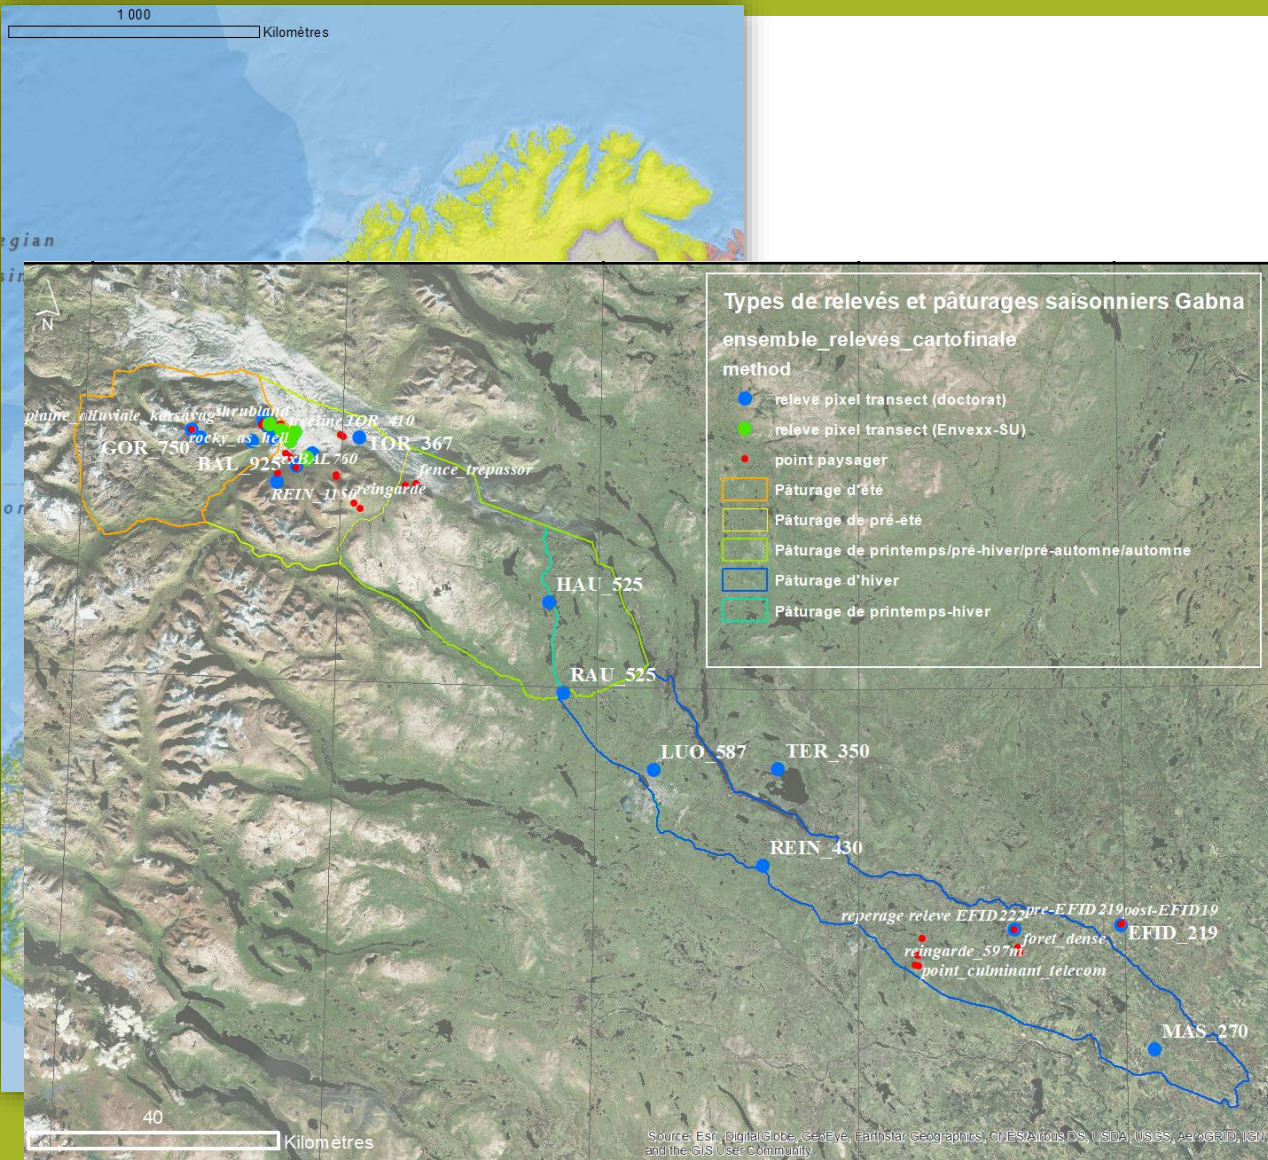 1 000
Kilomètres
egian
sin
N
Types de relevés et pâturages saisonniers Gabna
ensemble_relevés_cartofinale
method
releve pixel transect (doctorat)
releve pixel transect (Envexx-SU)
point paysager
Pâturage d'été
Pâturage de pré-été
Pâturage de printemps/pré-hiver/pré-automne/automne
Pâturage d'hiver
Pâturage de printemps-hiver
shrubland
TOR_410
GOR_750
rocky_as_hell
TOR_367
BAL_925
BAL760
fence_trepassor
REIN_1150
reingarde
HAU_525
RAU_525
LUO_587
TER_350
REIN_430
reperage releve EFID222
pre-EFID219
post-EFID19
EFID_219
foret_dense
reingarde_597m
point_culminant_telecom
MAS_270
40
Kilomètres
Source: Esri, DigitalGlobe, GeoEye, Earthstar Geographics, CNES/Airbus DS, USDA, USGS, AeroGRID, IGN,
and the GIS User Community